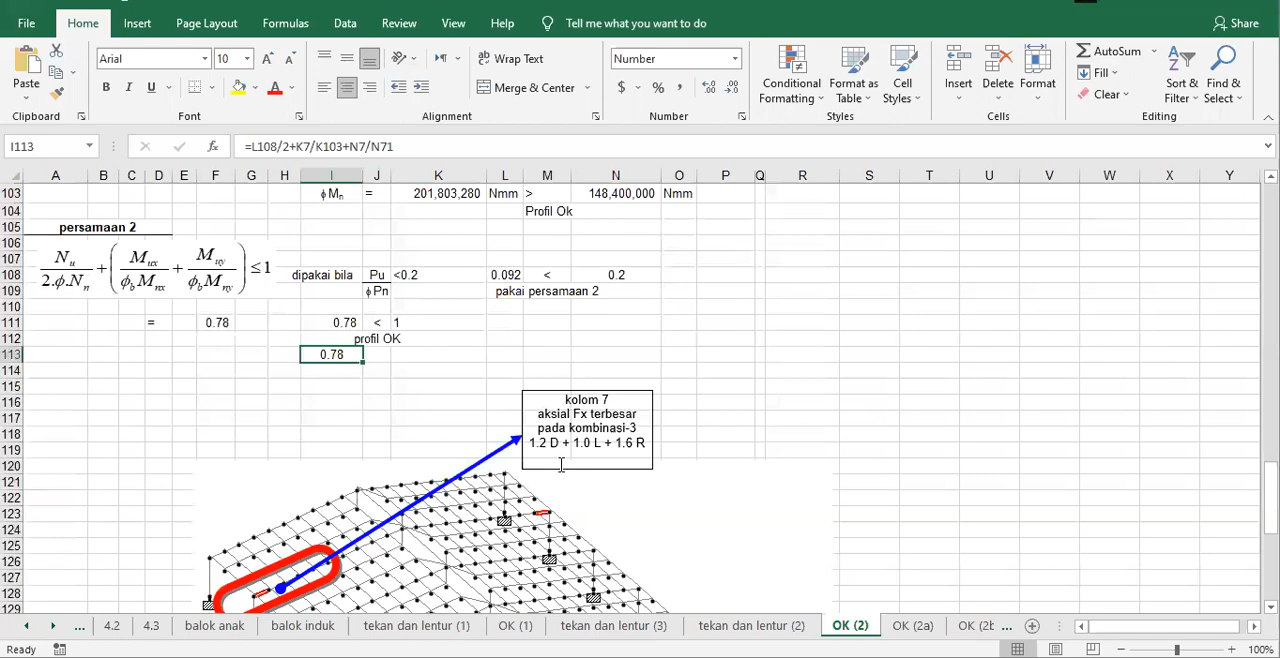 File Home Insert Page Layout Formulas Data Review View Help Tell me what you want to do Share
Paste Arial 10 Wrap Text Number Conditional Formatting Format as Table Cell Styles Insert Delete Format AutoSum Fill Clear Sort & Filter Find & Select
B I U Merge & Center $ %
Clipboard Font Alignment Number Styles Cells Editing
I113 fx =L108/2+K7/K103+N7/N71
A B C D E F G H I J K L M N O P Q R S T U V W X Y
103 ϕMn = 201,803,280 Nmm > 148,400,000 Nmm
104 Profil Ok
105 persamaan 2
106
107
Nu / 2.ϕ.Nn + ( Mux / ϕb Mnx + Muy / ϕb Mny ) ≤ 1
108 dipakai bila Pu <0.2 0.092 < 0.2
109 ϕPn pakai persamaan 2
110
111 = 0.78 0.78 < 1
112 profil OK
113 0.78
114
115
116 kolom 7
117 aksial Fx terbesar
118 pada kombinasi-3
119 1.2 D + 1.0 L + 1.6 R
120
121
122
123
124
125
126
127
128
129
... 4.2 4.3 balok anak balok induk tekan dan lentur (1) OK (1) tekan dan lentur (3) tekan dan lentur (2) OK (2) OK (2a) OK (2b ...
Ready 100%